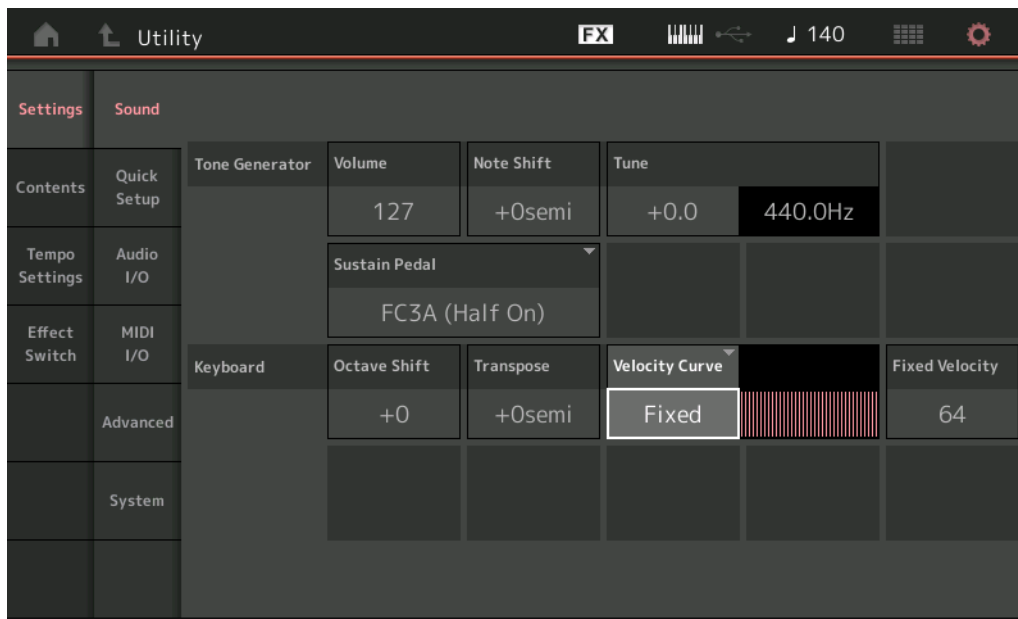 Utility FX ♩ 140
Settings
Sound
Contents
Quick
Setup
Tempo
Settings
Audio
I/O
Effect
Switch
MIDI
I/O
Advanced
System
Tone Generator
Volume
Note Shift
Tune
127
+0semi
+0.0
440.0Hz
Sustain Pedal
FC3A (Half On)
Keyboard
Octave Shift
Transpose
Velocity Curve
Fixed Velocity
+0
+0semi
Fixed
64